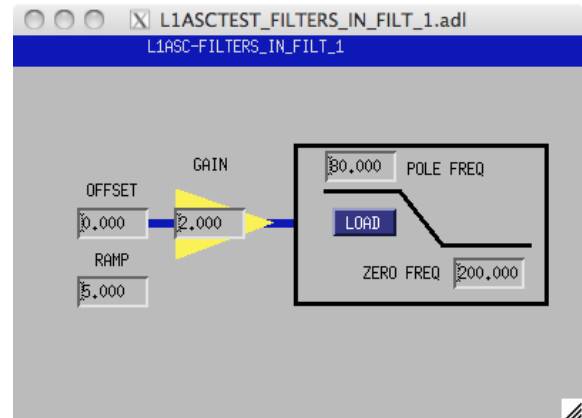 L1ASCTEST_FILTERS_IN_FILT_1.adl
L1ASC-FILTERS_IN_FILT_1
GAIN
80.000 POLE FREQ
OFFSET
0.000 2.000 LOAD
RAMP
ZERO FREQ 200.000
5.000